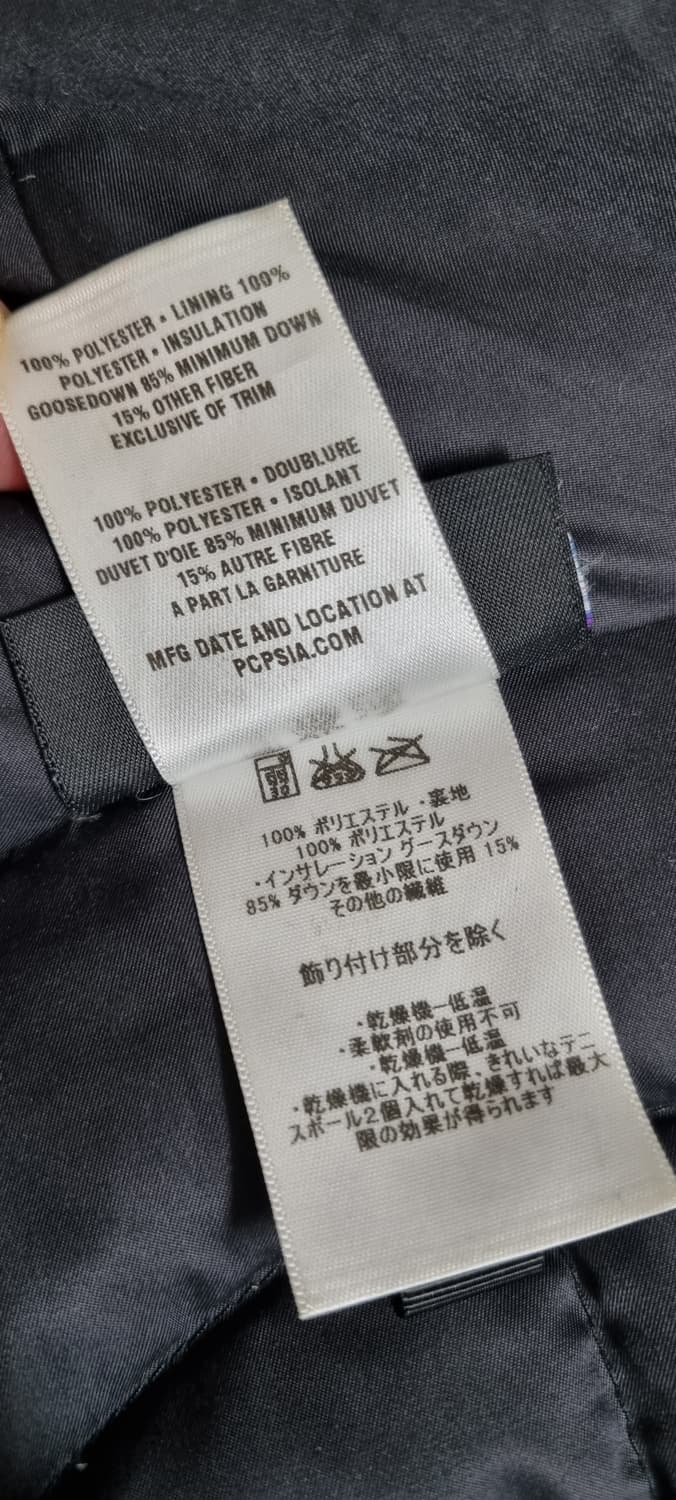 100% POLYESTER • LINING 100%
POLYESTER • INSULATION
GOOSEDOWN 85% MINIMUM DOWN
15% OTHER FIBER
EXCLUSIVE OF TRIM
100% POLYESTER • DOUBLURE
100% POLYESTER • ISOLANT
DUVET D'OIE 85% MINIMUM DUVET
15% AUTRE FIBRE
A PART LA GARNITURE
MFG DATE AND LOCATION AT
PCPSIA.COM
100% ポリエステル ・裏地
100% ポリエステル
・インサレーション グースダウン
85% ダウンを最小限に使用 15%
その他の繊維
飾り付け部分を除く
・乾燥機ー低温
・柔軟剤の使用不可
・乾燥機ー低温
・乾燥機に入れる際、きれいなテニ
スボール2個入れて乾燥すれば最大
限の効果が得られます